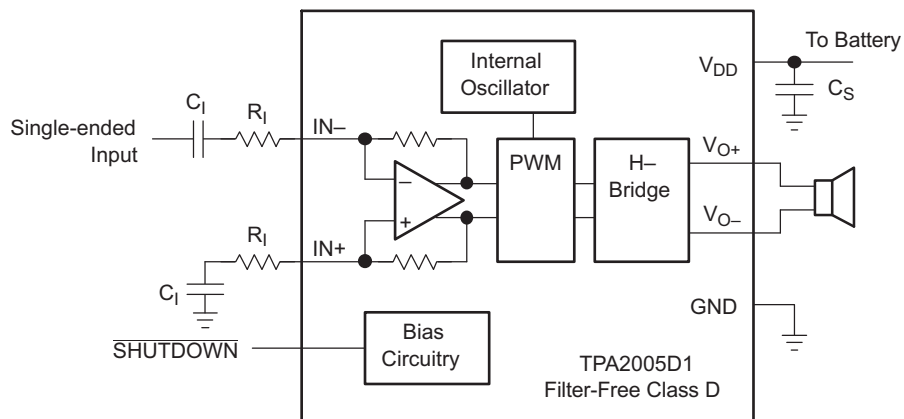 Internal
Oscillator
To Battery
V_DD
C_S
C_I
R_I
IN–
Single-ended
Input
–
PWM
H–
Bridge
V_O+
+
V_O–
R_I
IN+
C_I
GND
SHUTDOWN
Bias
Circuitry
TPA2005D1
Filter-Free Class D